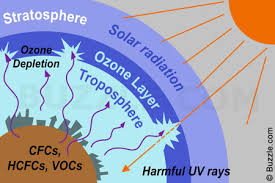 Stratosphere
Solar radiation
Ozone
Depletion
Ozone Layer
Troposphere
CFCs,
HCFCs, VOCs
Harmful UV rays
© Buzzle.com